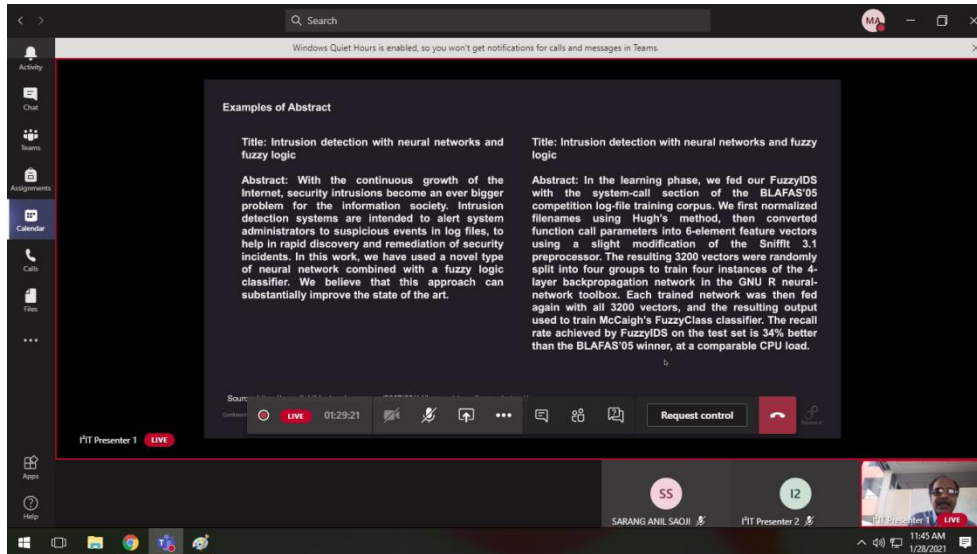 Search
MA
Windows Quiet Hours is enabled, so you won't get notifications for calls and messages in Teams.
Activity
Chat
Teams
Assignments
Calendar
Calls
Files
Apps
Help
Examples of Abstract
Title: Intrusion detection with neural networks and
fuzzy logic
Abstract: With the continuous growth of the
Internet, security intrusions become an ever bigger
problem for the information society. Intrusion
detection systems are intended to alert system
administrators to suspicious events in log files, to
help in rapid discovery and remediation of security
incidents. In this work, we have used a novel type
of neural network combined with a fuzzy logic
classifier. We believe that this approach can
substantially improve the state of the art.
Title: Intrusion detection with neural networks and fuzzy
logic
Abstract: In the learning phase, we fed our FuzzyIDS
with the system-call section of the BLAFAS'05
competition log-file training corpus. We first normalized
filenames using Hugh's method, then converted
function call parameters into 6-element feature vectors
using a slight modification of the SniffIt 3.1
preprocessor. The resulting 3200 vectors were randomly
split into four groups to train four instances of the 4-
layer backpropagation network in the GNU R neural-
network toolbox. Each trained network was then fed
again with all 3200 vectors, and the resulting output
used to train McCaigh's FuzzyClass classifier. The recall
rate achieved by FuzzyIDS on the test set is 34% better
than the BLAFAS'05 winner, at a comparable CPU load.
LIVE 01:29:21 Request control
I²IT Presenter 1 LIVE
SS
SARANG ANIL SAOJI
I2
I²IT Presenter 2
I²IT Presenter 1 LIVE
11:45 AM
1/28/2021